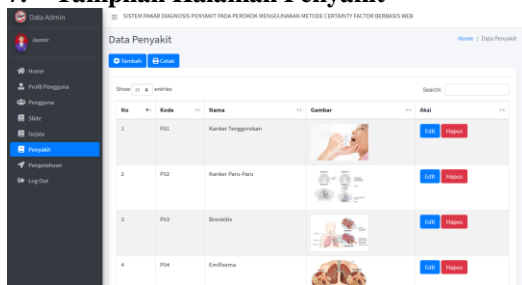 7. Tampilan Halaman Penyakit
Data Admin
SISTEM PAKAR DIAGNOSIS PENYAKIT PADA PEROKOK MENGGUNAKAN METODE CERTAINTY FACTOR BERBASIS WEB
Jasmir
Data Penyakit
Home / Data Penyakit
Tambah
Cetak
Home
Profil Pengguna
Pengguna
Slide
Gejala
Penyakit
Pengetahuan
Log Out
Show 10 entries
Search:
No Kode Nama Gambar Aksi
1 P01 Kanker Tenggorokan Edit Hapus
2 P02 Kanker Paru-Paru Edit Hapus
3 P03 Bronkitis Edit Hapus
4 P04 Emfisema Edit Hapus